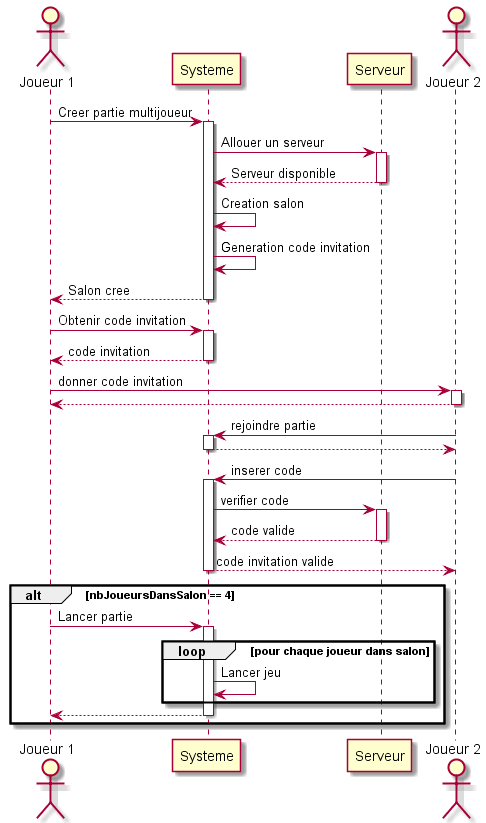 Joueur 1
Systeme
Serveur
Joueur 2
Creer partie multijoueur
Allouer un serveur
Serveur disponible
Creation salon
Generation code invitation
Salon cree
Obtenir code invitation
code invitation
donner code invitation
rejoindre partie
inserer code
verifier code
code valide
code invitation valide
alt [nbJoueursDansSalon == 4]
Lancer partie
loop [pour chaque joueur dans salon]
Lancer jeu
Joueur 1
Systeme
Serveur
Joueur 2